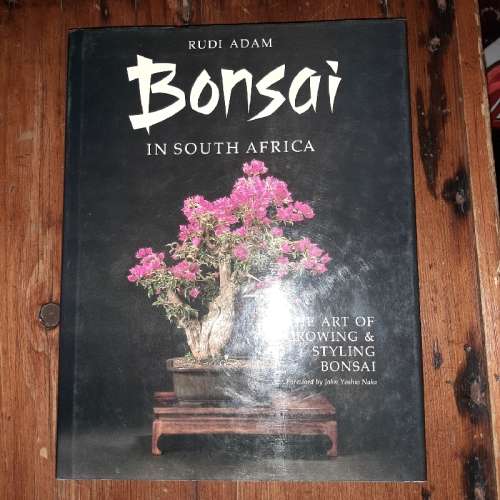 RUDI ADAM
Bonsai
IN SOUTH AFRICA
ART OF
&
STYLING
BONSAI
Foreword by John Yoshio Naka